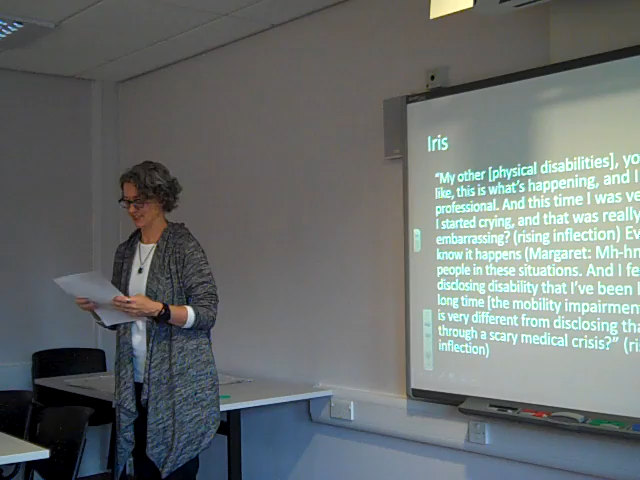 Iris
"My other [physical disabilities], yo
like, this is what's happening, and I
professional. And this time I was ve
I started crying, and that was really
embarrassing? (rising inflection) Ev
know it happens (Margaret: Mh-hm
people in these situations. And I fe
disclosing disability that I've been l
long time [the mobility impairmen
is very different from disclosing tha
through a scary medical crisis?" (ri
inflection)